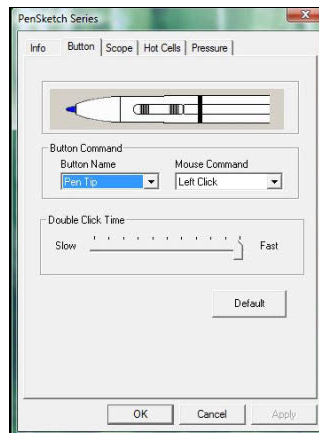 PenSketch Series
Info Button Scope Hot Cells Pressure
Button Command
Button Name Mouse Command
Pen Tip Left Click
Double Click Time
Slow Fast
Default
OK Cancel Apply